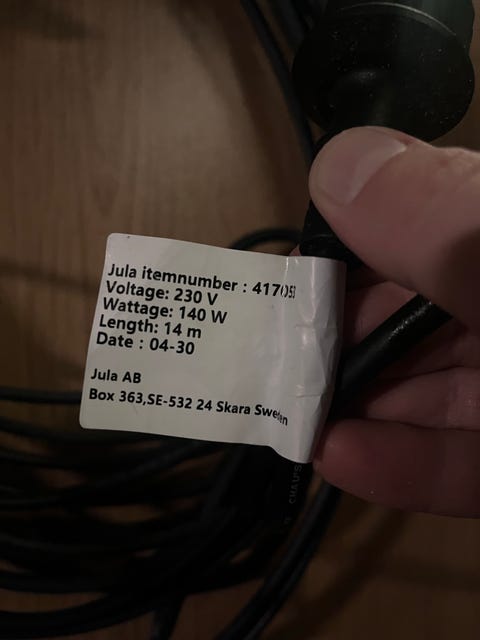 Jula itemnumber :
Voltage: 230 V
Wattage: 140 W
Length: 14 m
Date : 04-30
Jula AB
Box 363,SE-532 24 Skara Sweden